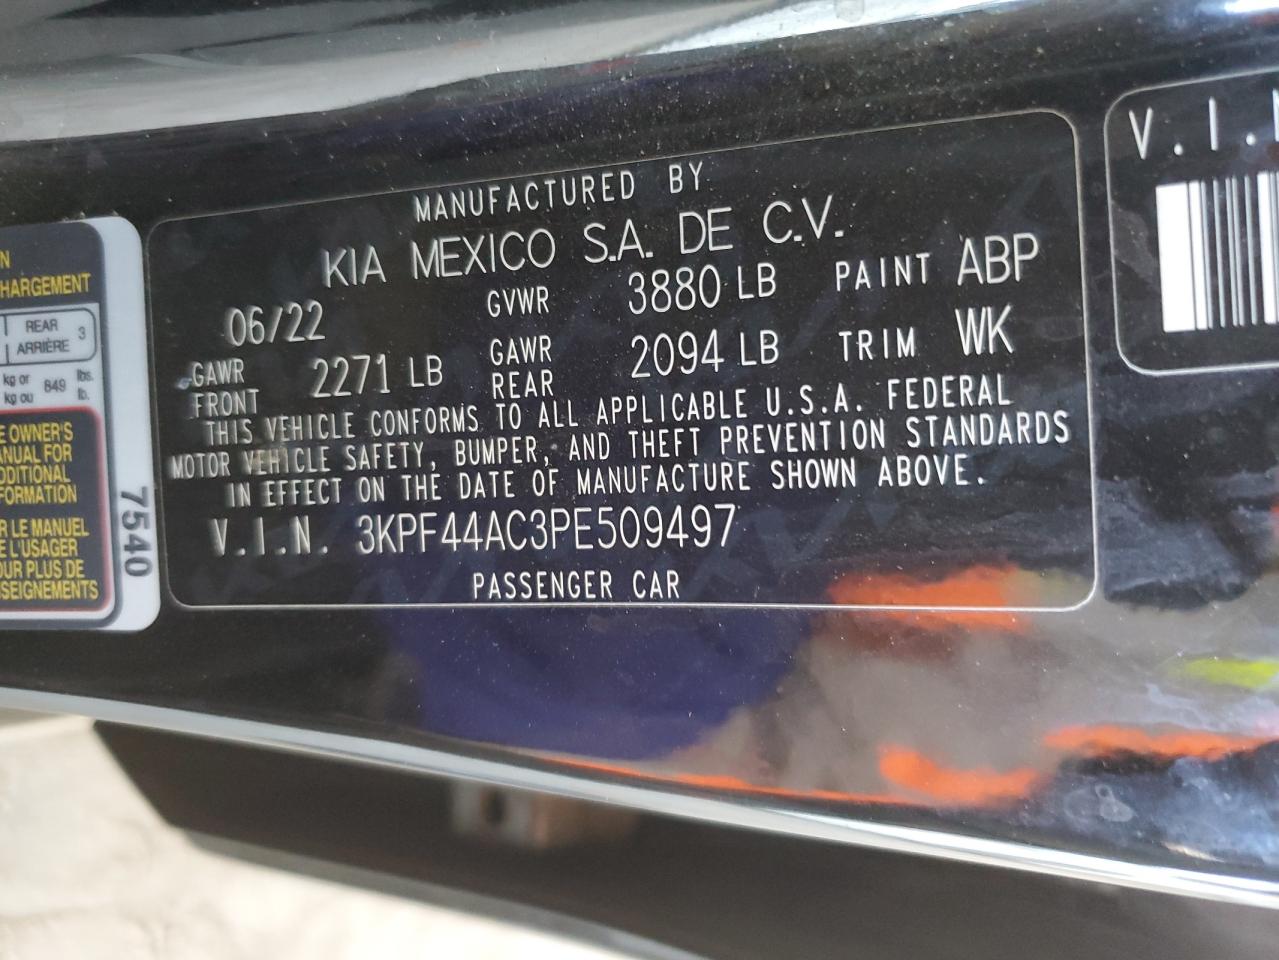 MANUFACTURED BY
KIA MEXICO S.A. DE C.V.
06/22 GVWR 3880 LB PAINT ABP
GAWR FRONT 2271 LB GAWR REAR 2094 LB TRIM WK
THIS VEHICLE CONFORMS TO ALL APPLICABLE U.S.A. FEDERAL
MOTOR VEHICLE SAFETY, BUMPER, AND THEFT PREVENTION STANDARDS
IN EFFECT ON THE DATE OF MANUFACTURE SHOWN ABOVE.
V.I.N. 3KPF44AC3PE509497
PASSENGER CAR
V.I.N
N
HARGEMENT
REAR 3
ARRIÈRE
kg or 849 lbs.
kg ou lb.
E OWNER'S
ANUAL FOR
DDITIONAL
FORMATION
R LE MANUEL
E L'USAGER
OUR PLUS DE
SEIGNEMENTS
7540